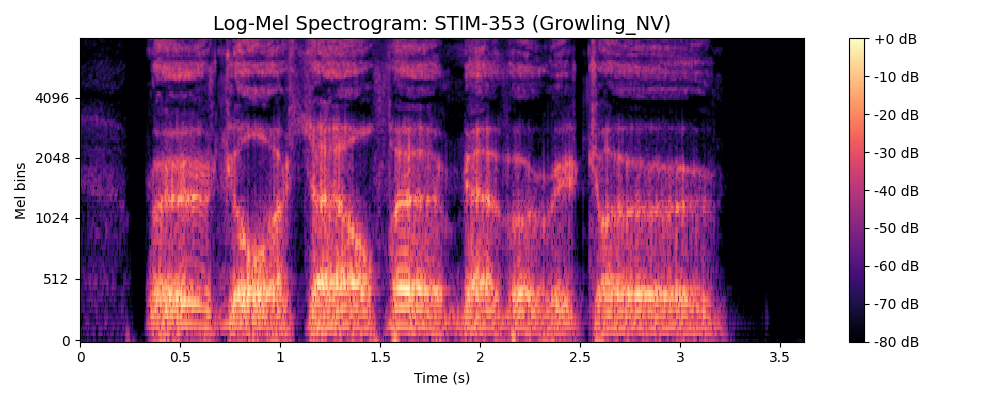 Log-Mel Spectrogram: STIM-353 (Growling_NV)
Mel bins
4096
2048
1024
512
0
0
0.5
1
1.5
2
2.5
3
3.5
Time (s)
+0 dB
-10 dB
-20 dB
-30 dB
-40 dB
-50 dB
-60 dB
-70 dB
-80 dB